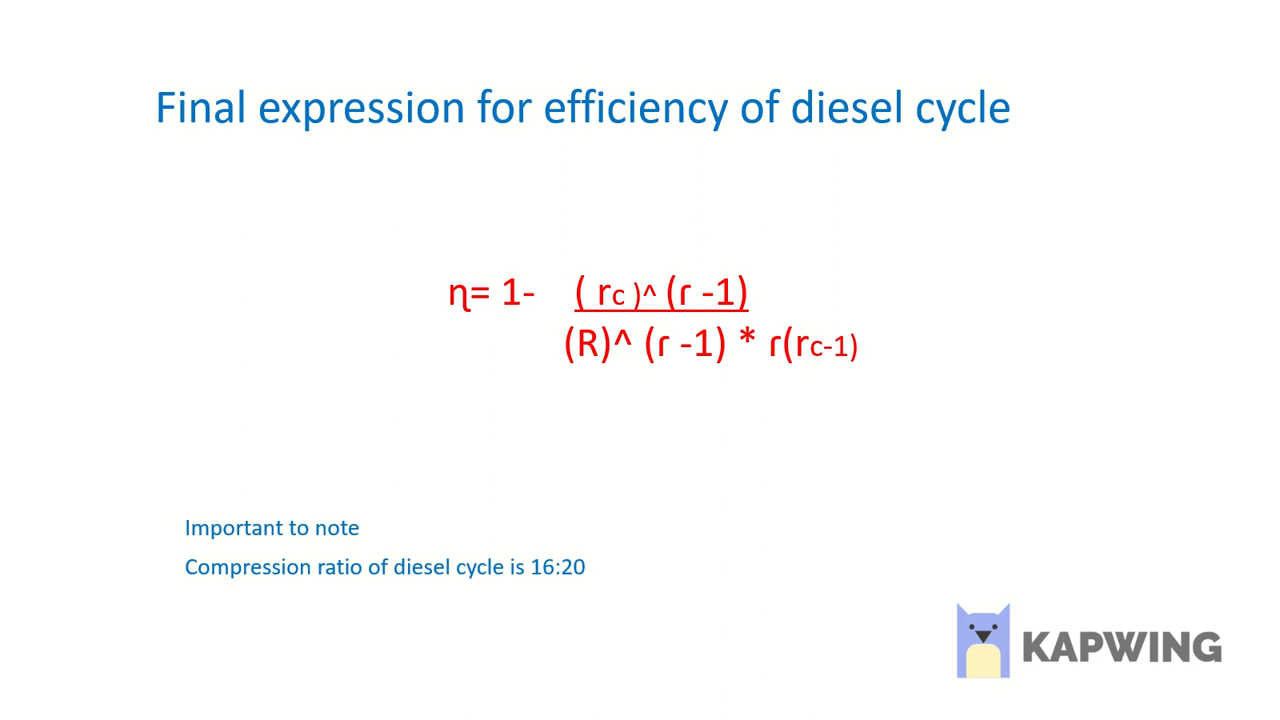 Final expression for efficiency of diesel cycle
ɳ= 1- ( rc )^ (ɾ -1)
(R)^ (ɾ -1) * ɾ(rc-1)
Important to note
Compression ratio of diesel cycle is 16:20
KAPWING